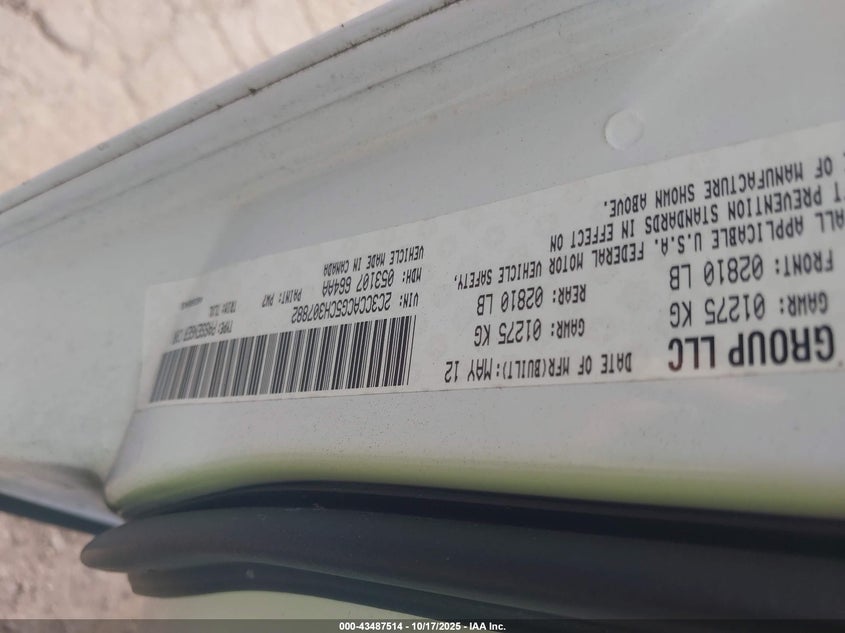 GROUP LLC
DATE OF MFR(BUILT): MAY 12
GAWR: 01275 KG
GAWR: 01275 KG
FRONT: 02810 LB
REAR: 02810 LB
ALL APPLICABLE U.S.A. FEDERAL MOTOR VEHICLE SAFETY,
PREVENTION STANDARDS IN EFFECT ON
OF MANUFACTURE SHOWN ABOVE.
TYPE: PASSENGER CAR
VIN: 2C3CCACG5CH307882
PAINT: PW7
MDH: 053107 664AA
VEHICLE MADE IN CANADA
000-43487514 - 10/17/2025 - IAA Inc.